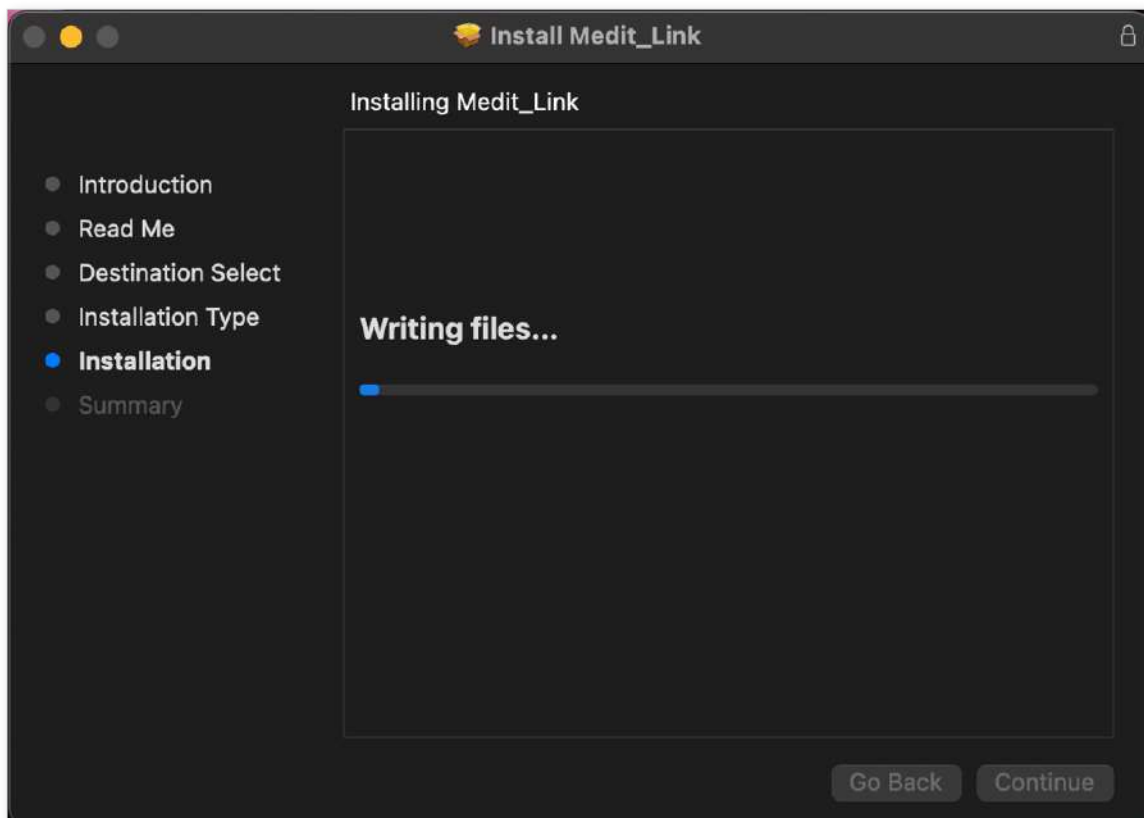 Install Medit_Link
Installing Medit_Link
Introduction
Read Me
Destination Select
Installation Type
Installation
Summary
Writing files...
Go Back
Continue